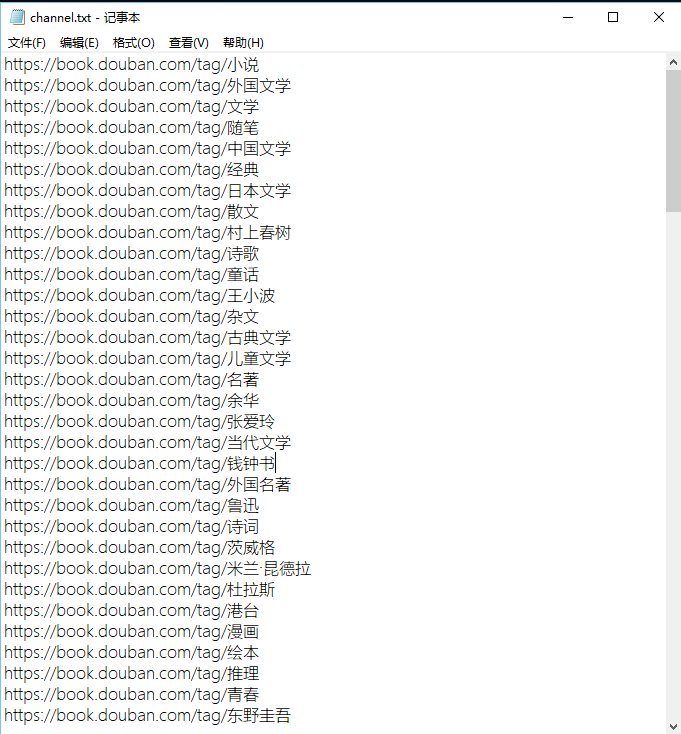 channel.txt - 记事本
文件(F) 编辑(E) 格式(O) 查看(V) 帮助(H)
https://book.douban.com/tag/小说
https://book.douban.com/tag/外国文学
https://book.douban.com/tag/文学
https://book.douban.com/tag/随笔
https://book.douban.com/tag/中国文学
https://book.douban.com/tag/经典
https://book.douban.com/tag/日本文学
https://book.douban.com/tag/散文
https://book.douban.com/tag/村上春树
https://book.douban.com/tag/诗歌
https://book.douban.com/tag/童话
https://book.douban.com/tag/王小波
https://book.douban.com/tag/杂文
https://book.douban.com/tag/古典文学
https://book.douban.com/tag/儿童文学
https://book.douban.com/tag/名著
https://book.douban.com/tag/余华
https://book.douban.com/tag/张爱玲
https://book.douban.com/tag/当代文学
https://book.douban.com/tag/钱钟书
https://book.douban.com/tag/外国名著
https://book.douban.com/tag/鲁迅
https://book.douban.com/tag/诗词
https://book.douban.com/tag/茨威格
https://book.douban.com/tag/米兰·昆德拉
https://book.douban.com/tag/杜拉斯
https://book.douban.com/tag/港台
https://book.douban.com/tag/漫画
https://book.douban.com/tag/绘本
https://book.douban.com/tag/推理
https://book.douban.com/tag/青春
https://book.douban.com/tag/东野圭吾